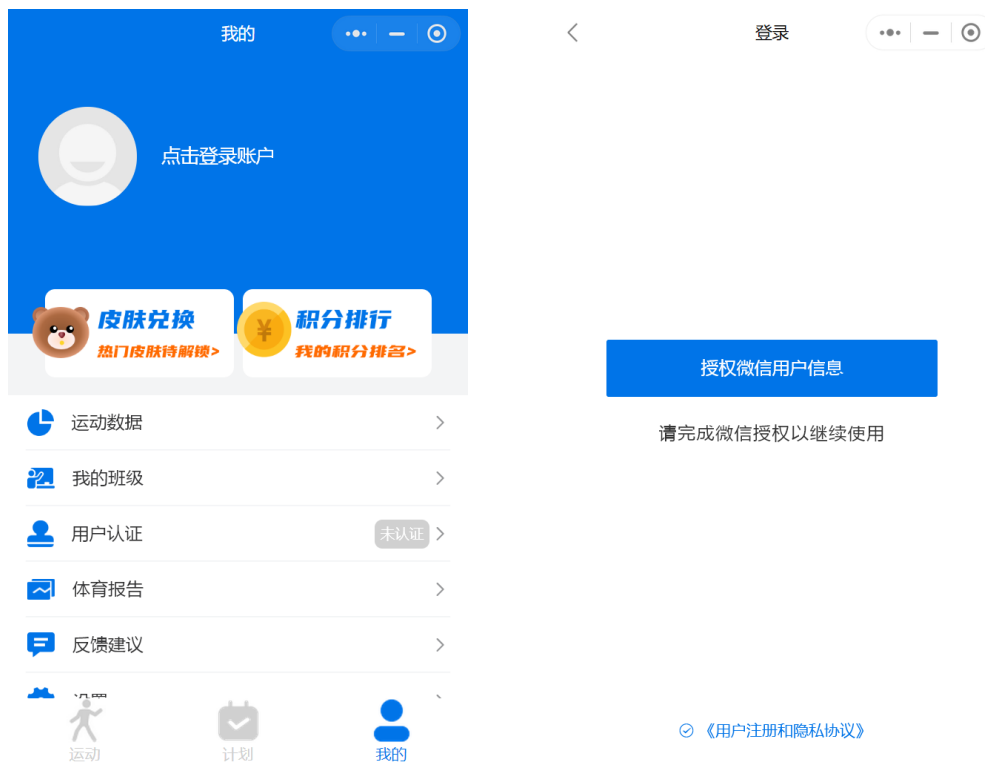 我的
点击登录账户
皮肤兑换
热门皮肤待解锁>
积分排行
我的积分排名>
运动数据
我的班级
用户认证
未认证
体育报告
反馈建议
设置
运动
计划
我的
登录
授权微信用户信息
请完成微信授权以继续使用
《用户注册和隐私协议》